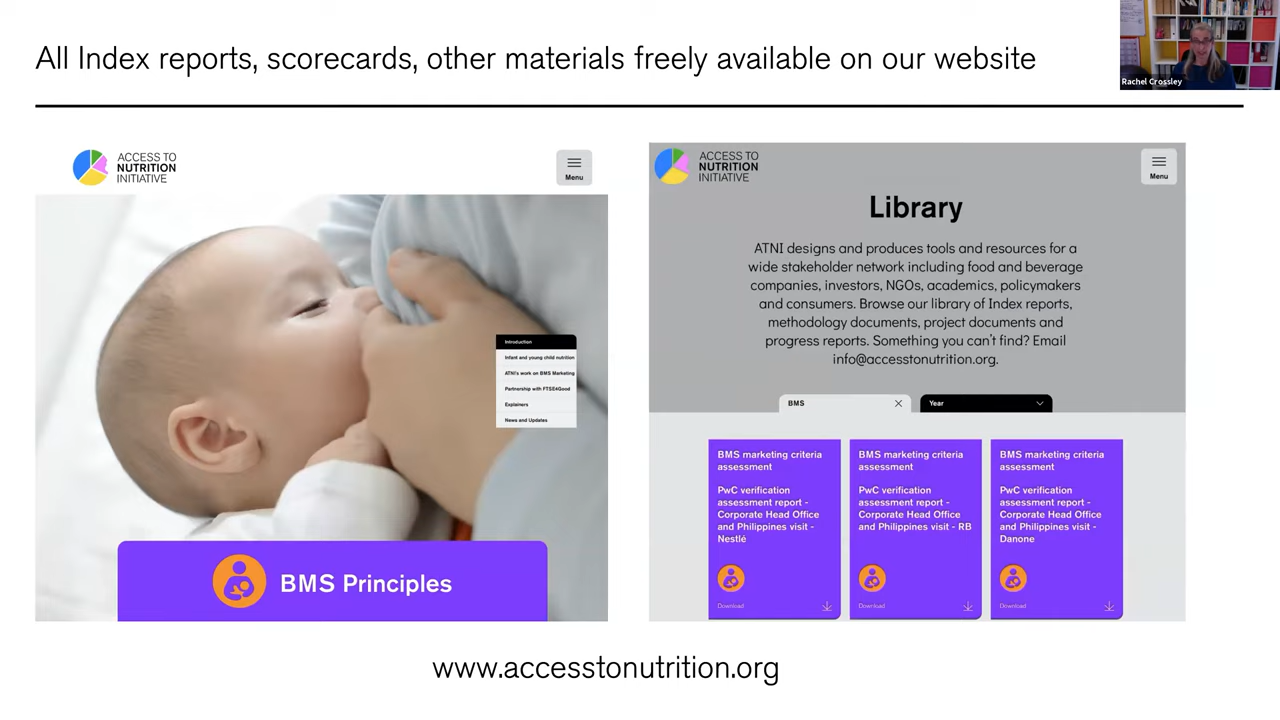 All Index reports, scorecards, other materials freely available on our website
Rachel Crossley
ACCESS TO
NUTRITION
INITIATIVE
Menu
Introduction
Infant and young child nutrition
ATNI's work on BMS Marketing
Partnership with FTSE4Good
Explainers
News and Updates
BMS Principles
ACCESS TO
NUTRITION
INITIATIVE
Menu
Library
ATNI designs and produces tools and resources for a
wide stakeholder network including food and beverage
companies, investors, NGOs, academics, policymakers
and consumers. Browse our library of Index reports,
methodology documents, project documents and
progress reports. Something you can't find? Email
info@accesstonutrition.org.
BMS
Year
BMS marketing criteria
assessment
PwC verification
assessment report -
Corporate Head Office
and Philippines visit -
Nestlé
Download
BMS marketing criteria
assessment
PwC verification
assessment report -
Corporate Head Office
and Philippines visit - RB
Download
BMS marketing criteria
assessment
PwC verification
assessment report -
Corporate Head Office
and Philippines visit -
Danone
Download
www.accesstonutrition.org